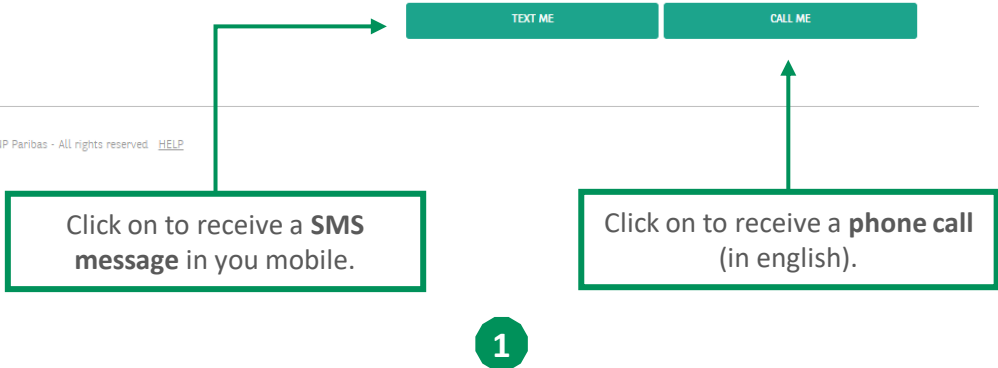 TEXT ME
CALL ME
NP Paribas - All rights reserved HELP
Click on to receive a SMS
message in you mobile.
Click on to receive a phone call
(in english).
1